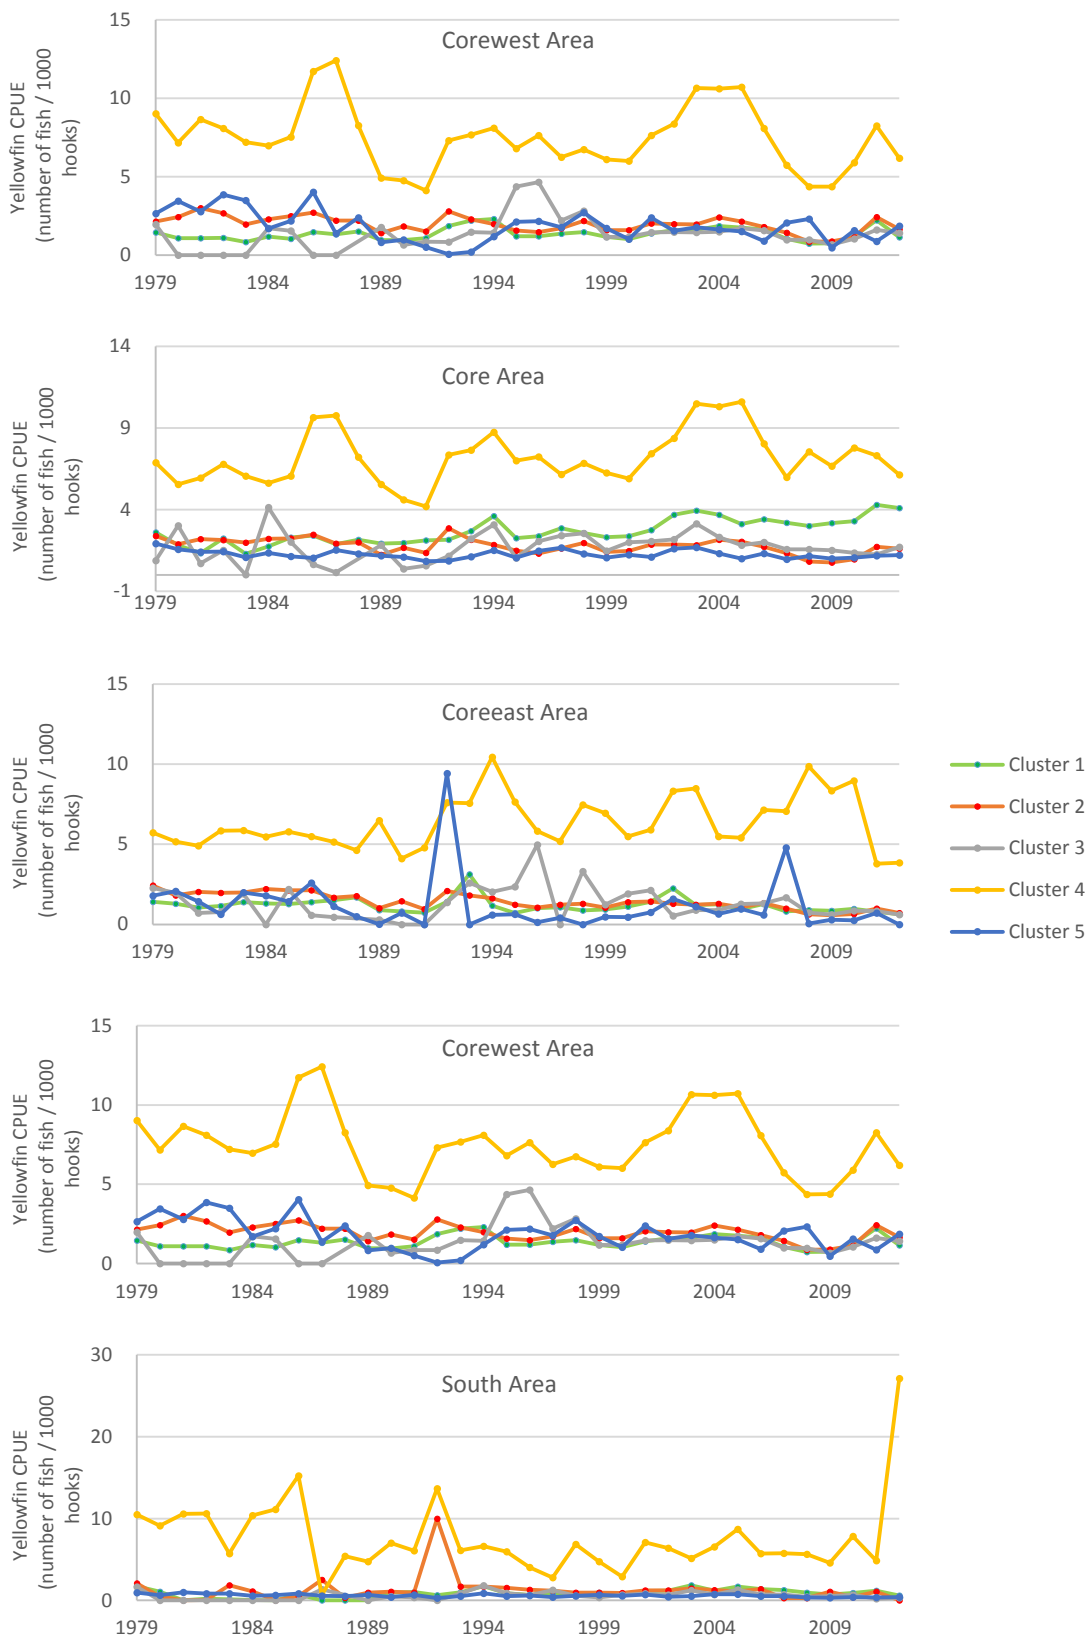 Corewest Area
Yellowfin CPUE
(number of fish / 1000
hooks)
15
10
5
0
1979 1984 1989 1994 1999 2004 2009
Core Area
Yellowfin CPUE
(number of fish / 1000
hooks)
14
9
4
-1
1979 1984 1989 1994 1999 2004 2009
Coreeast Area
Yellowfin CPUE
(number of fish / 1000
hooks)
15
10
5
0
1979 1984 1989 1994 1999 2004 2009
Cluster 1
Cluster 2
Cluster 3
Cluster 4
Cluster 5
Corewest Area
Yellowfin CPUE
(number of fish / 1000
hooks)
15
10
5
0
1979 1984 1989 1994 1999 2004 2009
South Area
Yellowfin CPUE
(number of fish / 1000
hooks)
30
20
10
0
1979 1984 1989 1994 1999 2004 2009